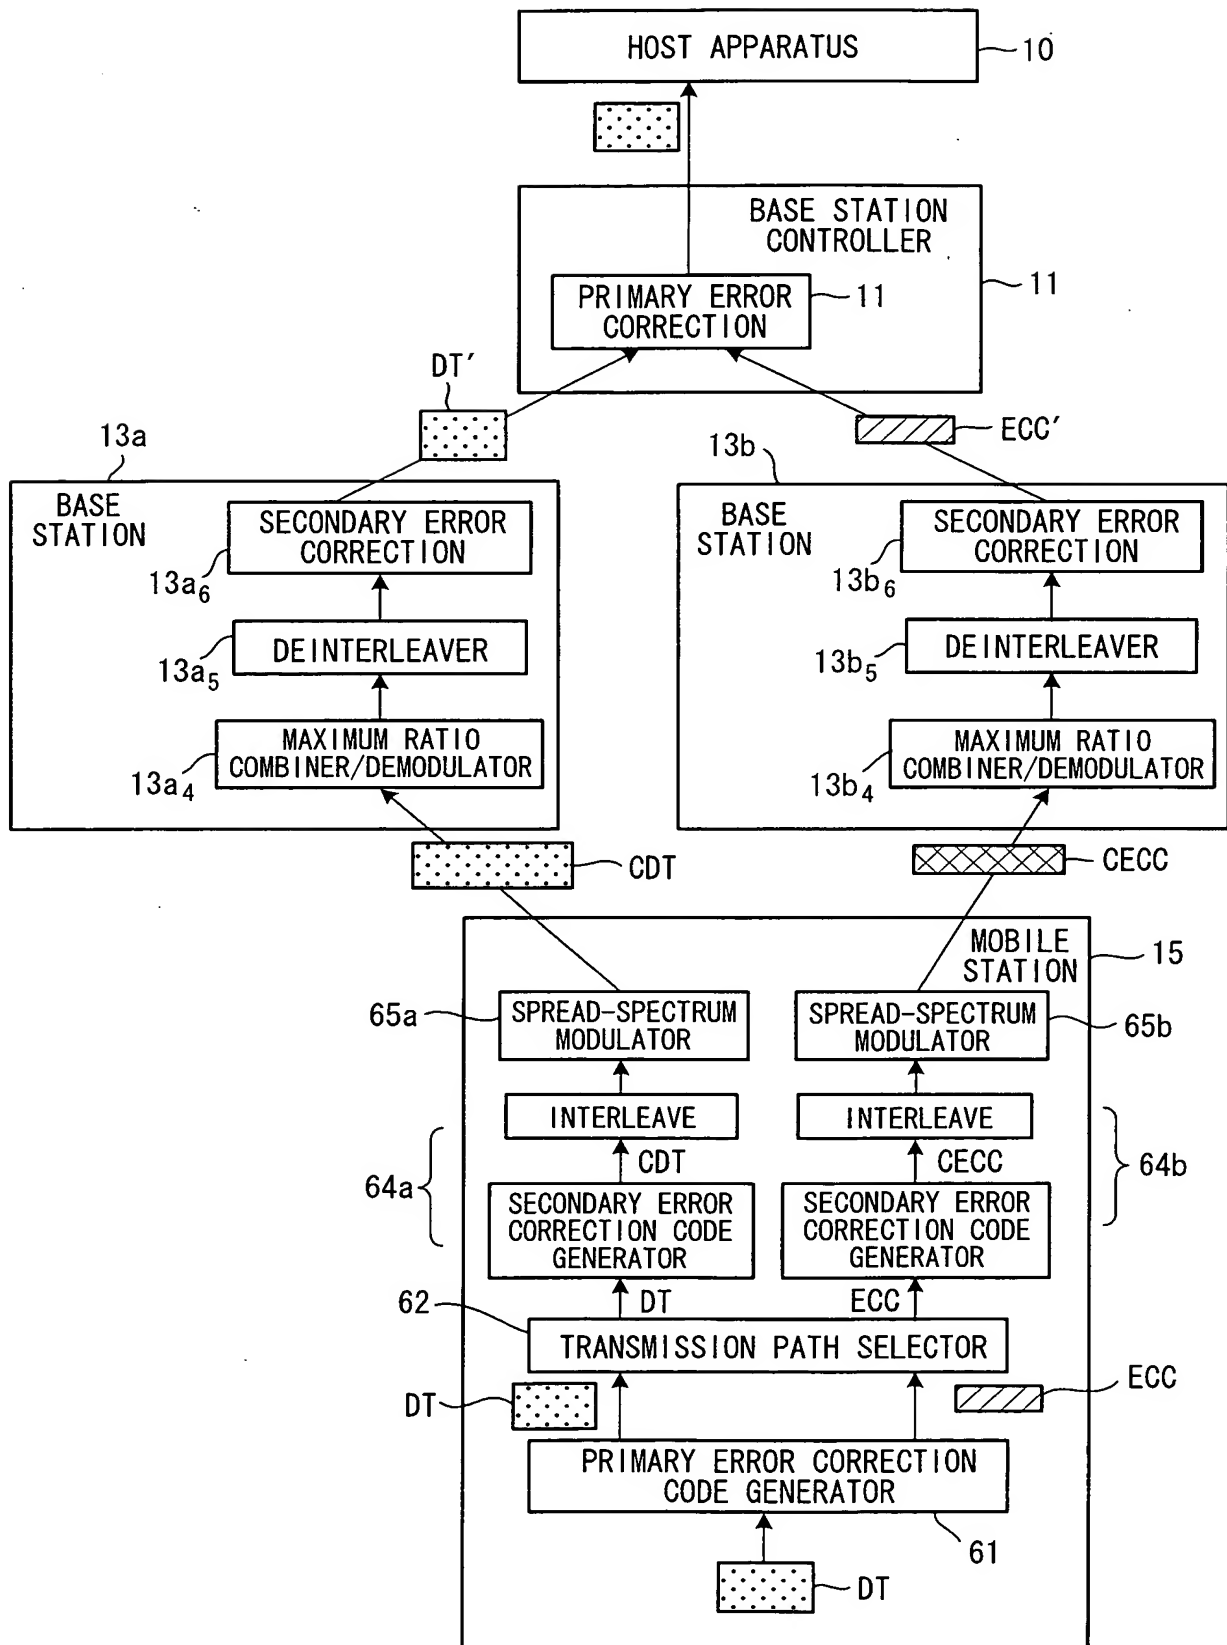 HOST APPARATUS
10
BASE STATION
CONTROLLER
11
PRIMARY ERROR
CORRECTION
11
DT′
ECC′
13a
BASE
STATION
SECONDARY ERROR
CORRECTION
13a6
DEINTERLEAVER
13a5
MAXIMUM RATIO
COMBINER/DEMODULATOR
13a4
13b
BASE
STATION
SECONDARY ERROR
CORRECTION
13b6
DEINTERLEAVER
13b5
MAXIMUM RATIO
COMBINER/DEMODULATOR
13b4
CDT
CECC
MOBILE
STATION
15
65a
SPREAD-SPECTRUM
MODULATOR
SPREAD-SPECTRUM
MODULATOR
65b
INTERLEAVE
INTERLEAVE
CDT
CECC
64a
64b
SECONDARY ERROR
CORRECTION CODE
GENERATOR
SECONDARY ERROR
CORRECTION CODE
GENERATOR
DT
ECC
62
TRANSMISSION PATH SELECTOR
DT
ECC
PRIMARY ERROR CORRECTION
CODE GENERATOR
61
DT